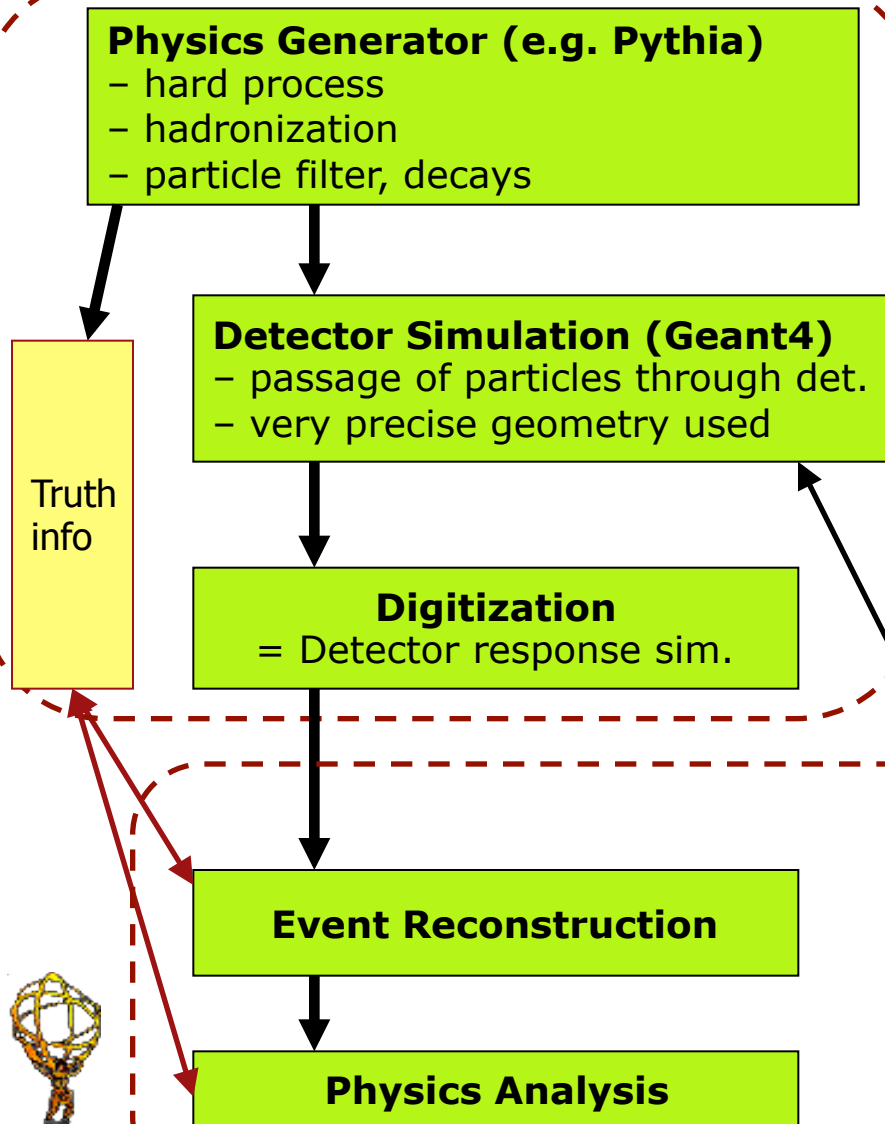 Physics Generator (e.g. Pythia)
– hard process
– hadronization
– particle filter, decays
Detector Simulation (Geant4)
– passage of particles through det.
– very precise geometry used
Truth
info
Digitization
= Detector response sim.
Event Reconstruction
Physics Analysis